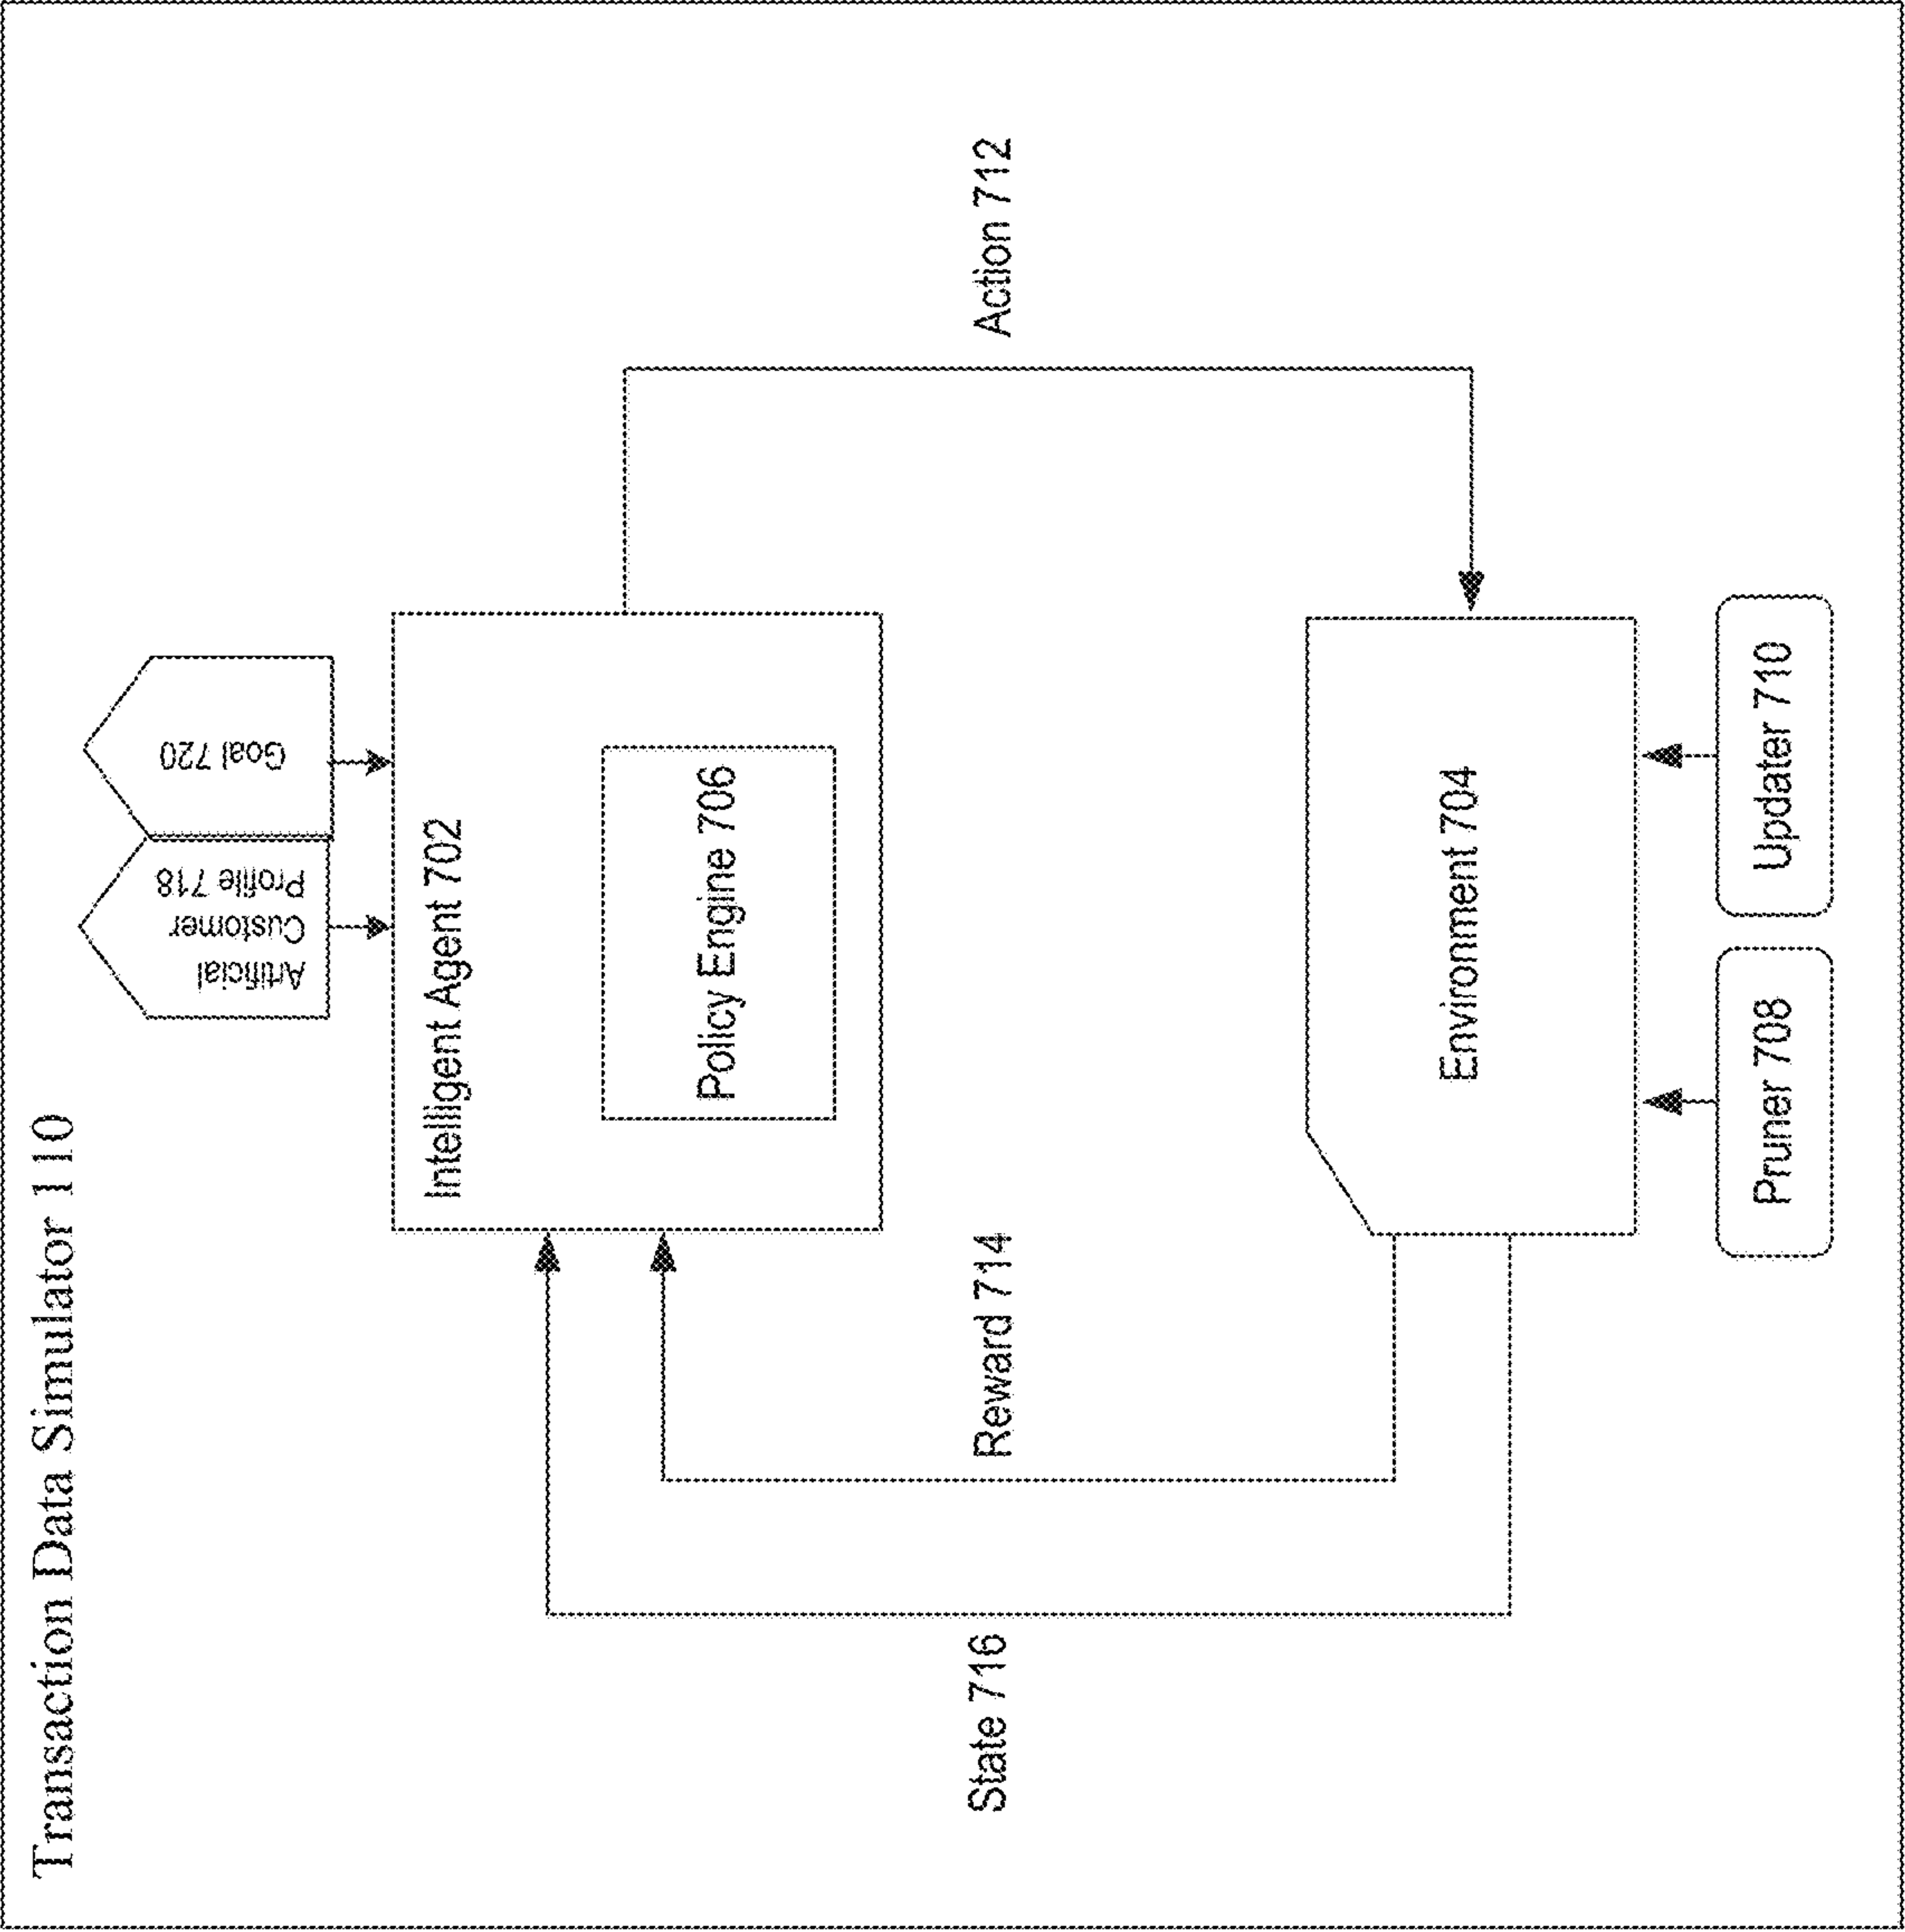 Transaction Data Simulator 110
Artificial
Customer
Profile 718
Goal 720
Intelligent Agent 702
Policy Engine 706
State 716
Reward 714
Action 712
Environment 704
Pruner 708
Updater 710